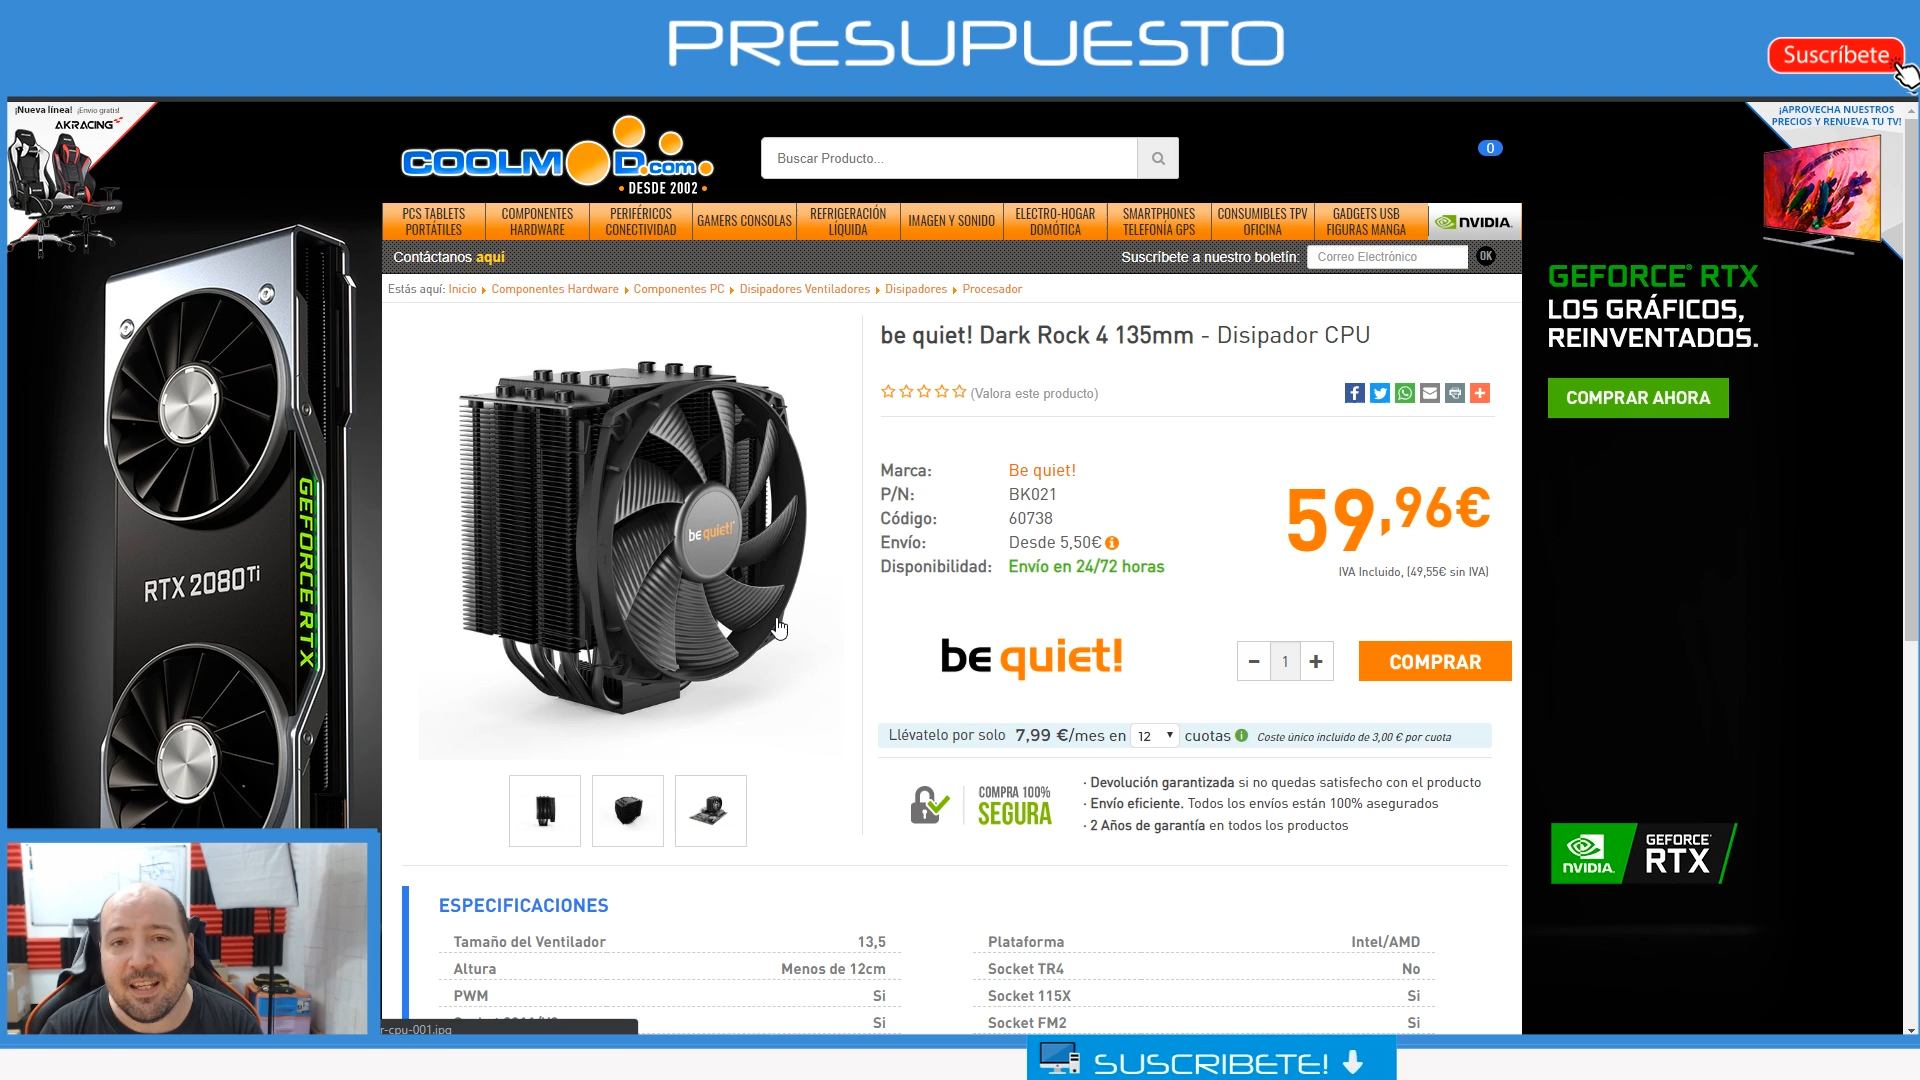 PRESUPUESTO
Suscríbete
¡Nueva línea! ¡Envio gratis!
AKRACING
COOLMOD.com
• DESDE 2002 •
Buscar Producto...
0
¡APROVECHA NUESTROS
PRECIOS Y RENUEVA TU TV!
PCS TABLETS
PORTÁTILES
COMPONENTES
HARDWARE
PERIFÉRICOS
CONECTIVIDAD
GAMERS CONSOLAS
REFRIGERACIÓN
LÍQUIDA
IMAGEN Y SONIDO
ELECTRO-HOGAR
DOMÓTICA
SMARTPHONES
TELEFONÍA GPS
CONSUMIBLES TPV
OFICINA
GADGETS USB
FIGURAS MANGA
NVIDIA.
Contáctanos aquí
Suscríbete a nuestro boletín:
Correo Electrónico
OK
Estás aquí: Inicio Componentes Hardware Componentes PC Disipadores Ventiladores Disipadores Procesador
GEFORCE® RTX
LOS GRÁFICOS,
REINVENTADOS.
COMPRAR AHORA
be quiet! Dark Rock 4 135mm - Disipador CPU
(Valora este producto)
Marca: Be quiet!
P/N: BK021
Código: 60738
Envío: Desde 5,50€
Disponibilidad: Envío en 24/72 horas
59,96€
IVA Incluido, (49,55€ sin IVA)
be quiet!
GEFORCE RTX
RTX 2080 Ti
be quiet!
- 1 +
COMPRAR
Llévatelo por solo 7,99 €/mes en 12 cuotas Coste único incluido de 3,00 € por cuota
COMPRA 100%
SEGURA
· Devolución garantizada si no quedas satisfecho con el producto
· Envío eficiente. Todos los envíos están 100% asegurados
· 2 Años de garantía en todos los productos
NVIDIA.
GEFORCE®
RTX
ESPECIFICACIONES
Tamaño del Ventilador 13,5
Altura Menos de 12cm
PWM Si
Si
Plataforma Intel/AMD
Socket TR4 No
Socket 115X Si
Socket FM2 Si
r-cpu-001.jpg
SUSCRIBETE!